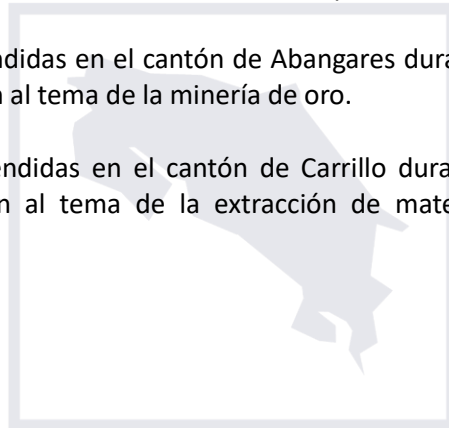 ndidas en el cantón de Abangares dura
n al tema de la minería de oro.
endidas en el cantón de Carrillo dura
n al tema de la extracción de mate